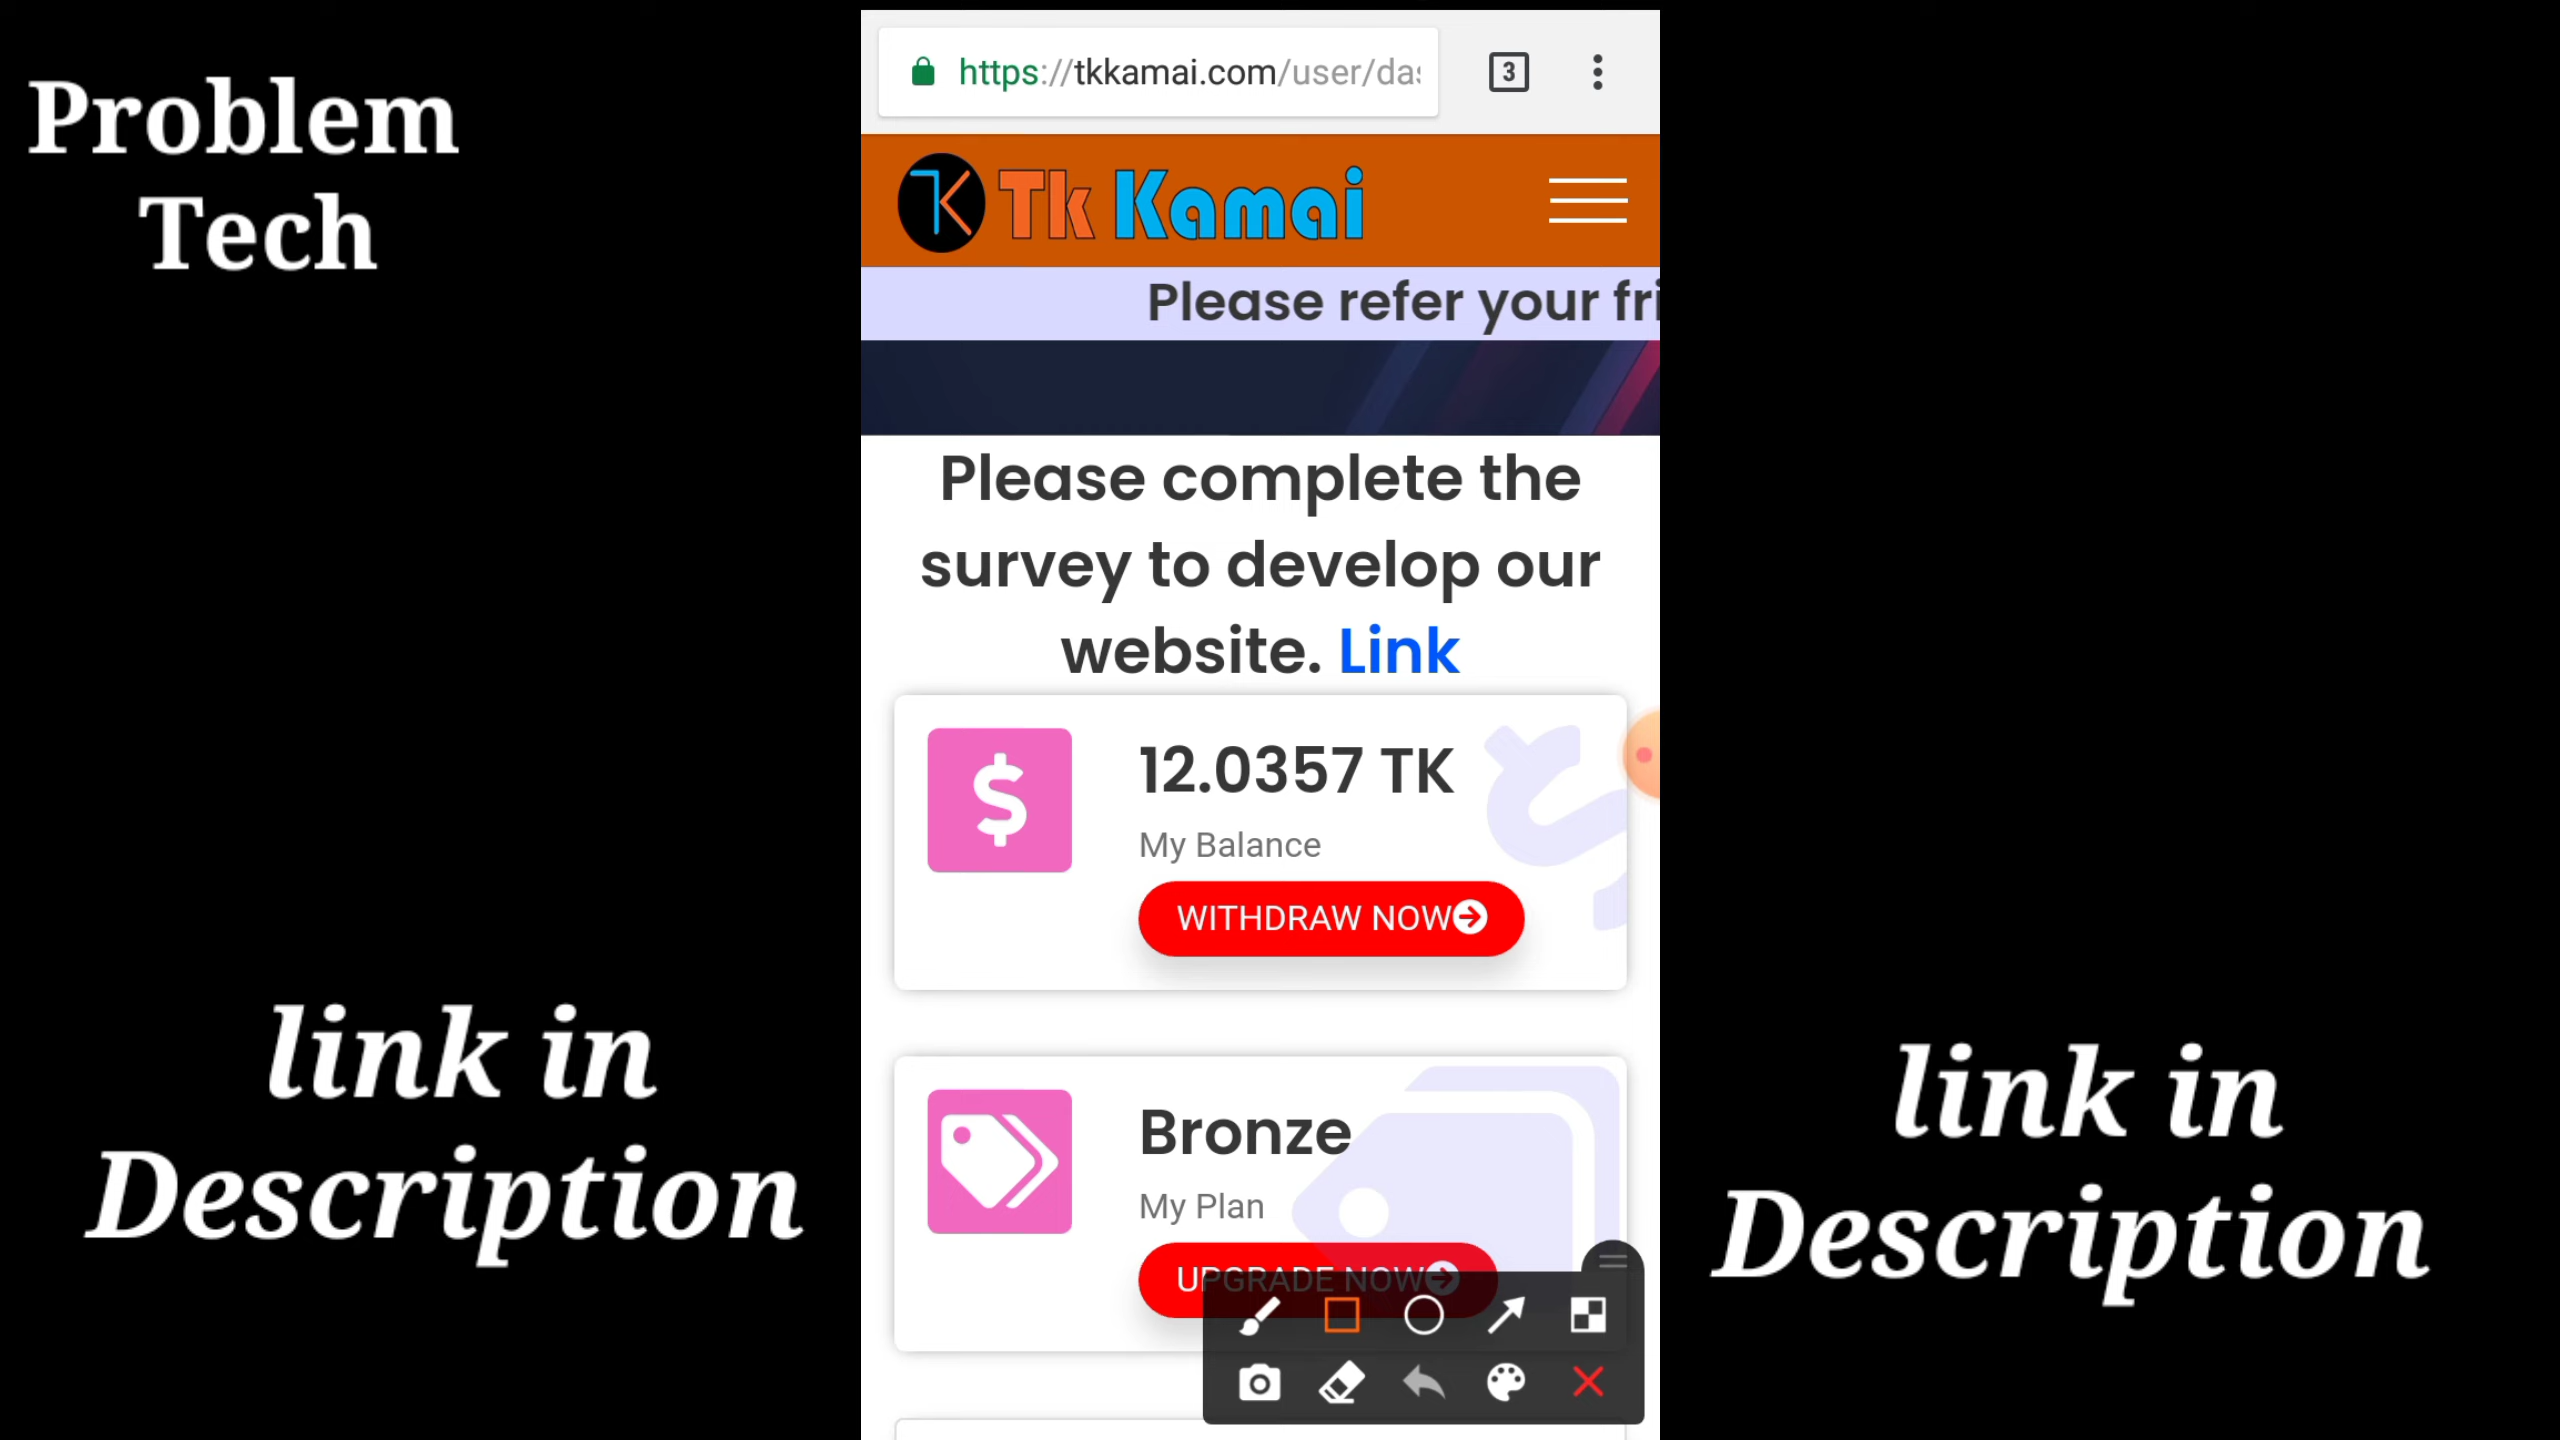 Problem
Tech
https://tkkamai.com/user/das
3
TK Tk Kamai
Please refer your fri
Please complete the
survey to develop our
website. Link
12.0357 TK
My Balance
WITHDRAW NOW
Bronze
My Plan
UPGRADE NOW
link in
Description
link in
Description